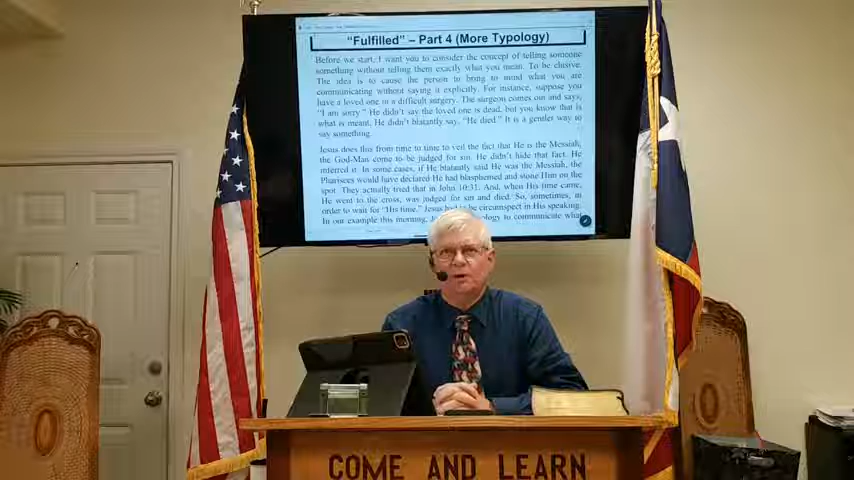 "Fulfilled" – Part 4 (More Typology)
Before we start, I want you to consider the concept of telling someone
something without telling them exactly what you mean. To be elusive.
The idea is to cause the person to bring to mind what you are
communicating without saying it explicitly. For instance, suppose you
have a loved one in a difficult surgery. The surgeon comes out and says,
"I am sorry." He didn't say the loved one is dead, but you know that is
what is meant. He didn't blatantly say, "He died." It is a gentler way to
say something.
Jesus does this from time to time to veil the fact that He is the Messiah,
the God-Man come to be judged for sin. He didn't hide that fact. He
inferred it. In some cases, if He blatantly said He was the Messiah, the
Pharisees would have declared He had blasphemed and stone Him on the
spot. They actually tried that in John 10:31. And, when His time came,
He went to the cross, was judged for sin and died. So, sometimes, in
order to wait for "His time," Jesus had to be circumspect in His speaking.
In our example this morning, to communicate what
COME AND LEARN